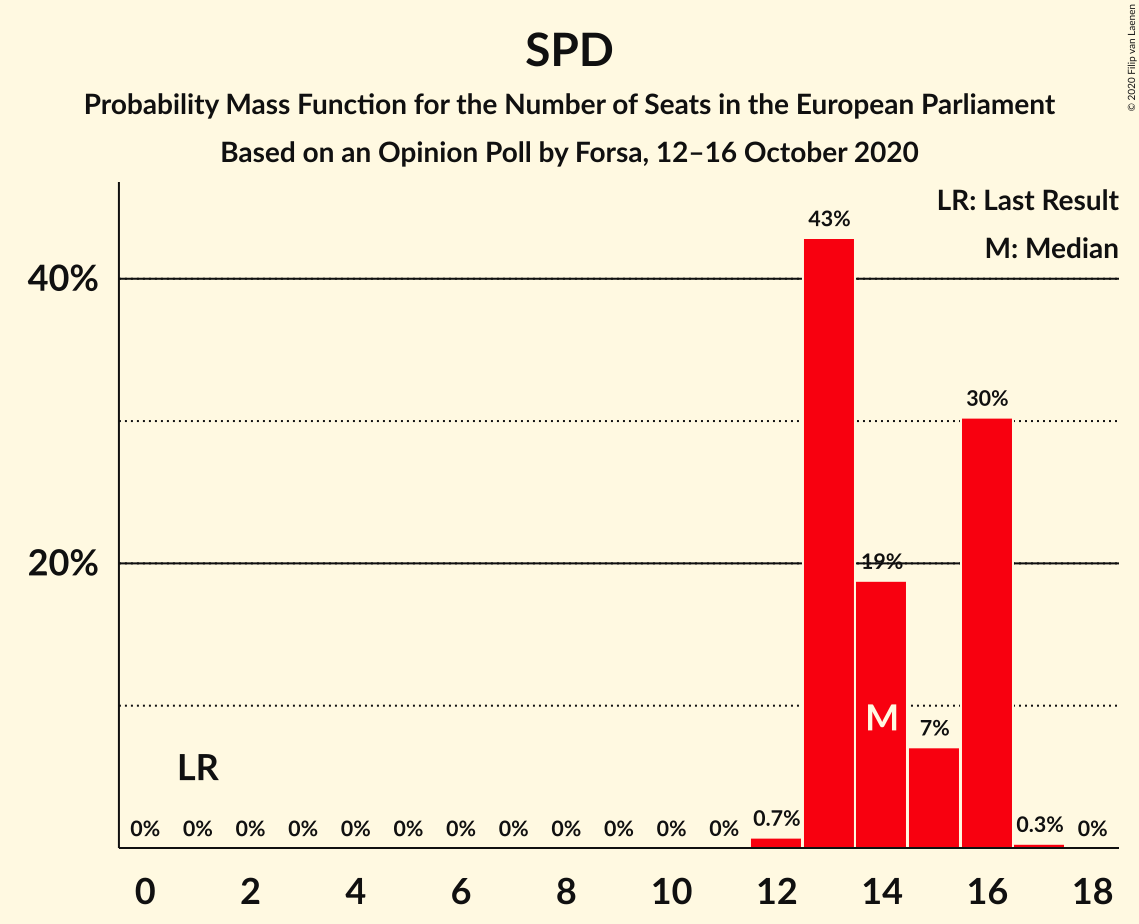 SPD
Probability Mass Function for the Number of Seats in the European Parliament
Based on an Opinion Poll by Forsa, 12–16 October 2020
© 2020 Filip van Laenen
LR: Last Result
M: Median
40%
20%
43%
30%
19%
M
7%
LR
0% 0% 0% 0% 0% 0% 0% 0% 0% 0% 0% 0% 0.7% 0.3% 0%
0 2 4 6 8 10 12 14 16 18